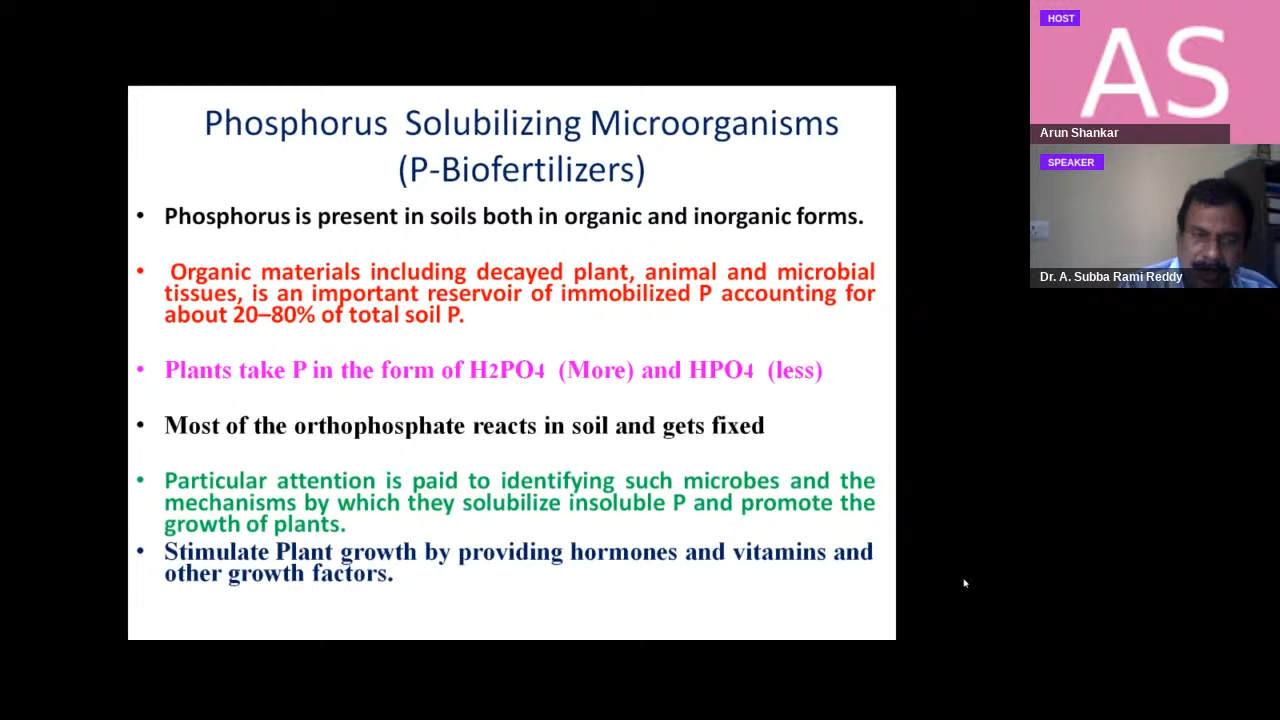 Phosphorus Solubilizing Microorganisms
(P-Biofertilizers)
• Phosphorus is present in soils both in organic and inorganic forms.
• Organic materials including decayed plant, animal and microbial
tissues, is an important reservoir of immobilized P accounting for
about 20–80% of total soil P.
• Plants take P in the form of H2PO4 (More) and HPO4 (less)
• Most of the orthophosphate reacts in soil and gets fixed
• Particular attention is paid to identifying such microbes and the
mechanisms by which they solubilize insoluble P and promote the
growth of plants.
• Stimulate Plant growth by providing hormones and vitamins and
other growth factors.
HOST
AS
Arun Shankar
SPEAKER
Dr. A. Subba Rami Reddy